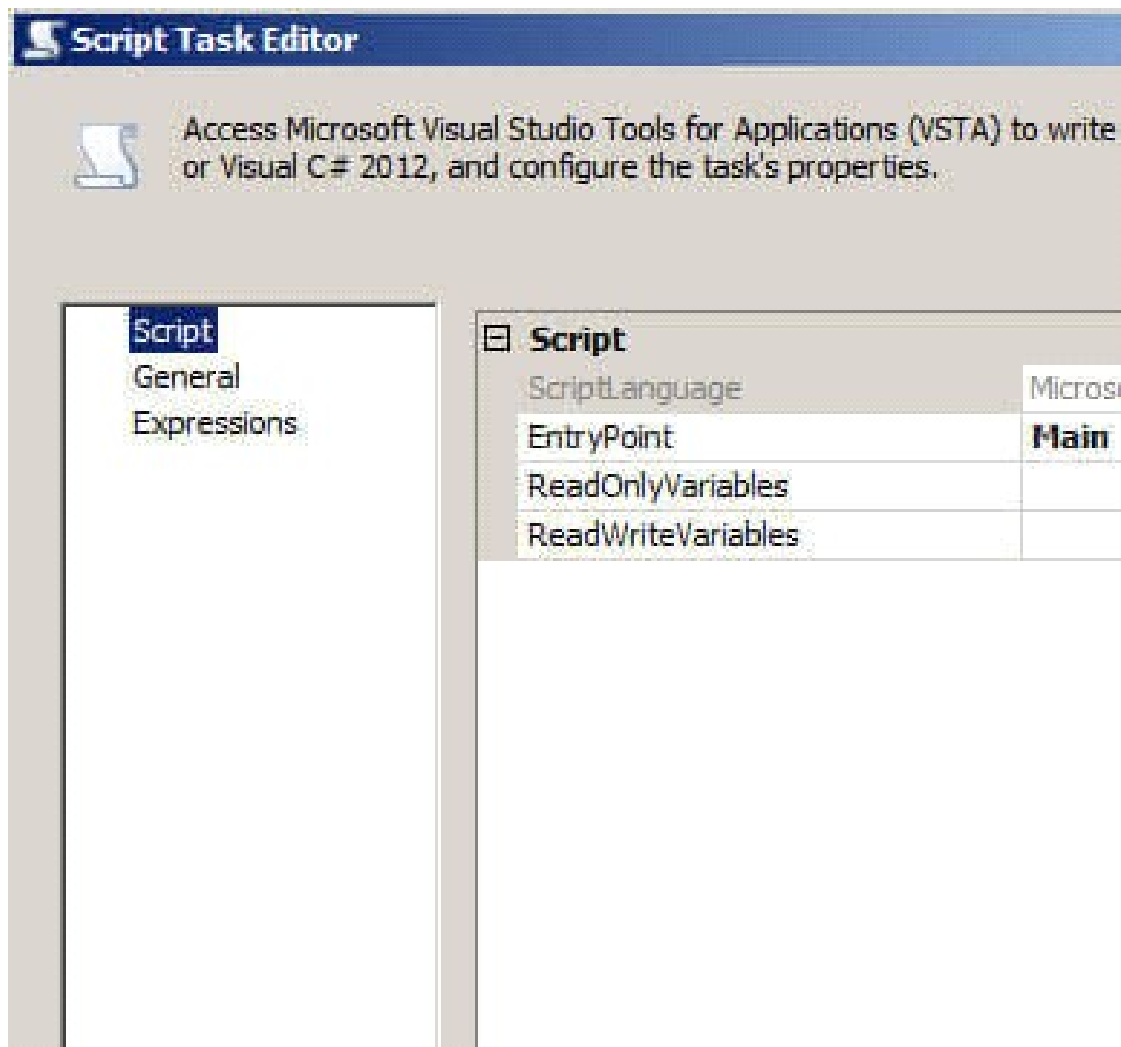 Script Task Editor
Access Microsoft Visual Studio Tools for Applications (VSTA) to write
or Visual C# 2012, and configure the task's properties.
Script
General
Expressions
Script
ScriptLanguage
EntryPoint Main
ReadOnlyVariables
ReadWriteVariables